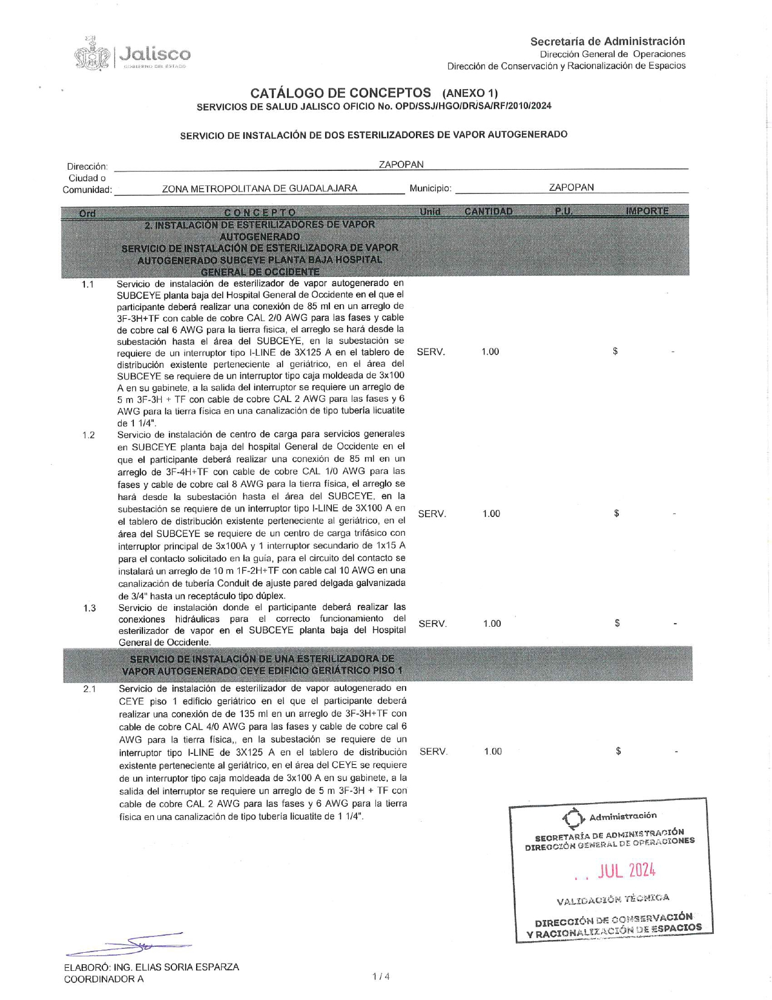 Jalisco
GOBIERNO DEL ESTADO
Secretaría de Administración
Dirección General de Operaciones
Dirección de Conservación y Racionalización de Espacios
CATÁLOGO DE CONCEPTOS (ANEXO 1)
SERVICIOS DE SALUD JALISCO OFICIO No. OPD/SSJ/HGO/DR/SA/RF/2010/2024
SERVICIO DE INSTALACIÓN DE DOS ESTERILIZADORES DE VAPOR AUTOGENERADO
Dirección: ZAPOPAN
Ciudad o
Comunidad: ZONA METROPOLITANA DE GUADALAJARA Municipio: ZAPOPAN
Ord CONCEPTO Unid CANTIDAD P.U. IMPORTE
2. INSTALACIÓN DE ESTERILIZADORES DE VAPOR
AUTOGENERADO
SERVICIO DE INSTALACIÓN DE ESTERILIZADORA DE VAPOR
AUTOGENERADO SUBCEYE PLANTA BAJA HOSPITAL
GENERAL DE OCCIDENTE
1.1 Servicio de instalación de esterilizador de vapor autogenerado en
SUBCEYE planta baja del Hospital General de Occidente en el que el
participante deberá realizar una conexión de 85 ml en un arreglo de
3F-3H+TF con cable de cobre CAL 2/0 AWG para las fases y cable
de cobre cal 6 AWG para la tierra física, el arreglo se hará desde la
subestación hasta el área del SUBCEYE, en la subestación se
requiere de un interruptor tipo I-LINE de 3X125 A en el tablero de SERV. 1.00 $ -
distribución existente perteneciente al geriátrico, en el área del
SUBCEYE se requiere de un interruptor tipo caja moldeada de 3x100
A en su gabinete, a la salida del interruptor se requiere un arreglo de
5 m 3F-3H + TF con cable de cobre CAL 2 AWG para las fases y 6
AWG para la tierra física en una canalización de tipo tubería licuatite
de 1 1/4".
1.2 Servicio de instalación de centro de carga para servicios generales
en SUBCEYE planta baja del hospital General de Occidente en el
que el participante deberá realizar una conexión de 85 ml en un
arreglo de 3F-4H+TF con cable de cobre CAL 1/0 AWG para las
fases y cable de cobre cal 8 AWG para la tierra física, el arreglo se
hará desde la subestación hasta el área del SUBCEYE, en la
subestación se requiere de un interruptor tipo I-LINE de 3X100 A en SERV. 1.00 $ -
el tablero de distribución existente perteneciente al geriátrico, en el
área del SUBCEYE se requiere de un centro de carga trifásico con
interruptor principal de 3x100A y 1 interruptor secundario de 1x15 A
para el contacto solicitado en la guía, para el circuito del contacto se
instalará un arreglo de 10 m 1F-2H+TF con cable cal 10 AWG en una
canalización de tubería Conduit de ajuste pared delgada galvanizada
de 3/4" hasta un receptáculo tipo dúplex.
1.3 Servicio de instalación donde el participante deberá realizar las
conexiones hidráulicas para el correcto funcionamiento del SERV. 1.00 $ -
esterilizador de vapor en el SUBCEYE planta baja del Hospital
General de Occidente.
SERVICIO DE INSTALACIÓN DE UNA ESTERILIZADORA DE
VAPOR AUTOGENERADO CEYE EDIFICIO GERIÁTRICO PISO 1
2.1 Servicio de instalación de esterilizador de vapor autogenerado en
CEYE piso 1 edificio geriátrico en el que el participante deberá
realizar una conexión de de 135 ml en un arreglo de 3F-3H+TF con
cable de cobre CAL 4/0 AWG para las fases y cable de cobre cal 6
AWG para la tierra física,, en la subestación se requiere de un
interruptor tipo I-LINE de 3X125 A en el tablero de distribución SERV. 1.00 $ -
existente perteneciente al geriátrico, en el área del CEYE se requiere
de un interruptor tipo caja moldeada de 3x100 A en su gabinete, a la
salida del interruptor se requiere un arreglo de 5 m 3F-3H + TF con
cable de cobre CAL 2 AWG para las fases y 6 AWG para la tierra
física en una canalización de tipo tubería licuatite de 1 1/4".
Administración
SECRETARÍA DE ADMINISTRACIÓN
DIRECCIÓN GENERAL DE OPERACIONES
JUL 2024
VALIDACIÓN TÉCNICA
DIRECCIÓN DE CONSERVACIÓN
Y RACIONALIZACIÓN DE ESPACIOS
ELABORÓ: ING. ELIAS SORIA ESPARZA
COORDINADOR A
1 / 4